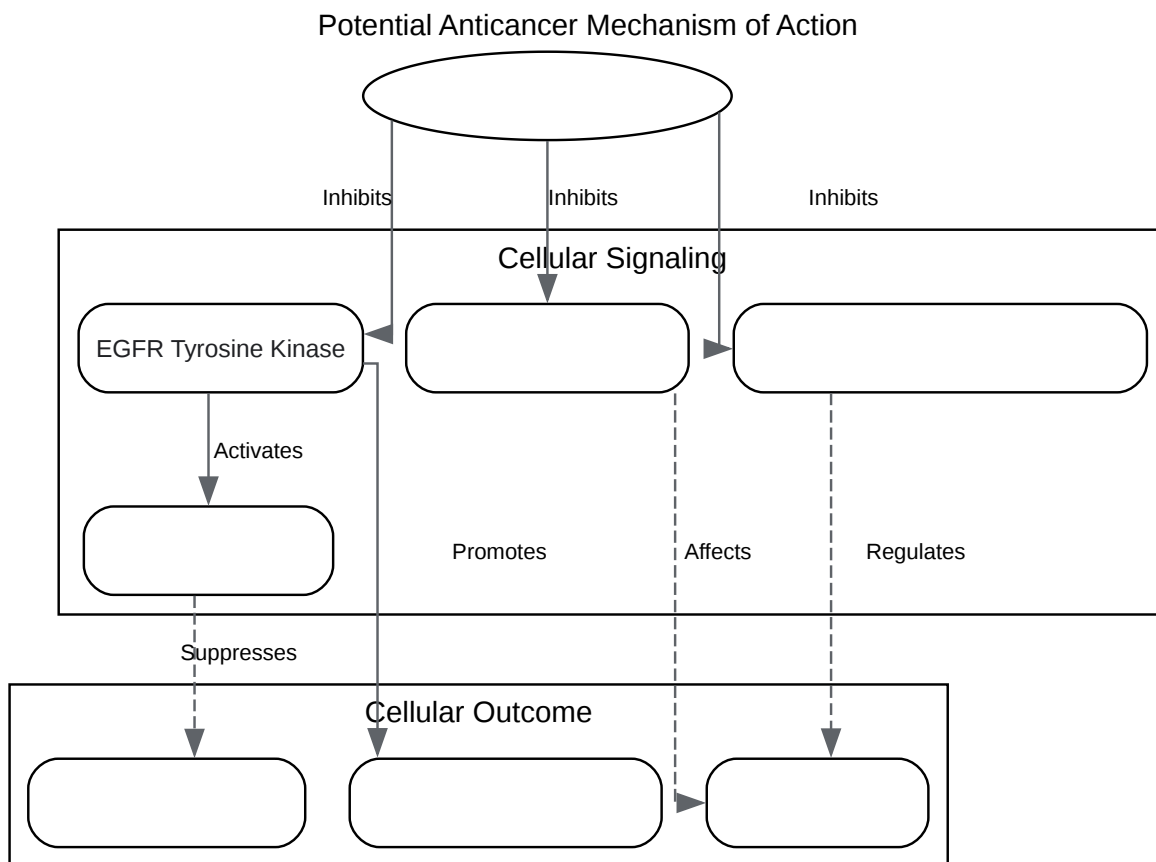 Potential Anticancer Mechanism of Action
Inhibits
Inhibits
Inhibits
Cellular Signaling
EGFR Tyrosine Kinase
Activates
Promotes
Affects
Regulates
Suppresses
Cellular Outcome